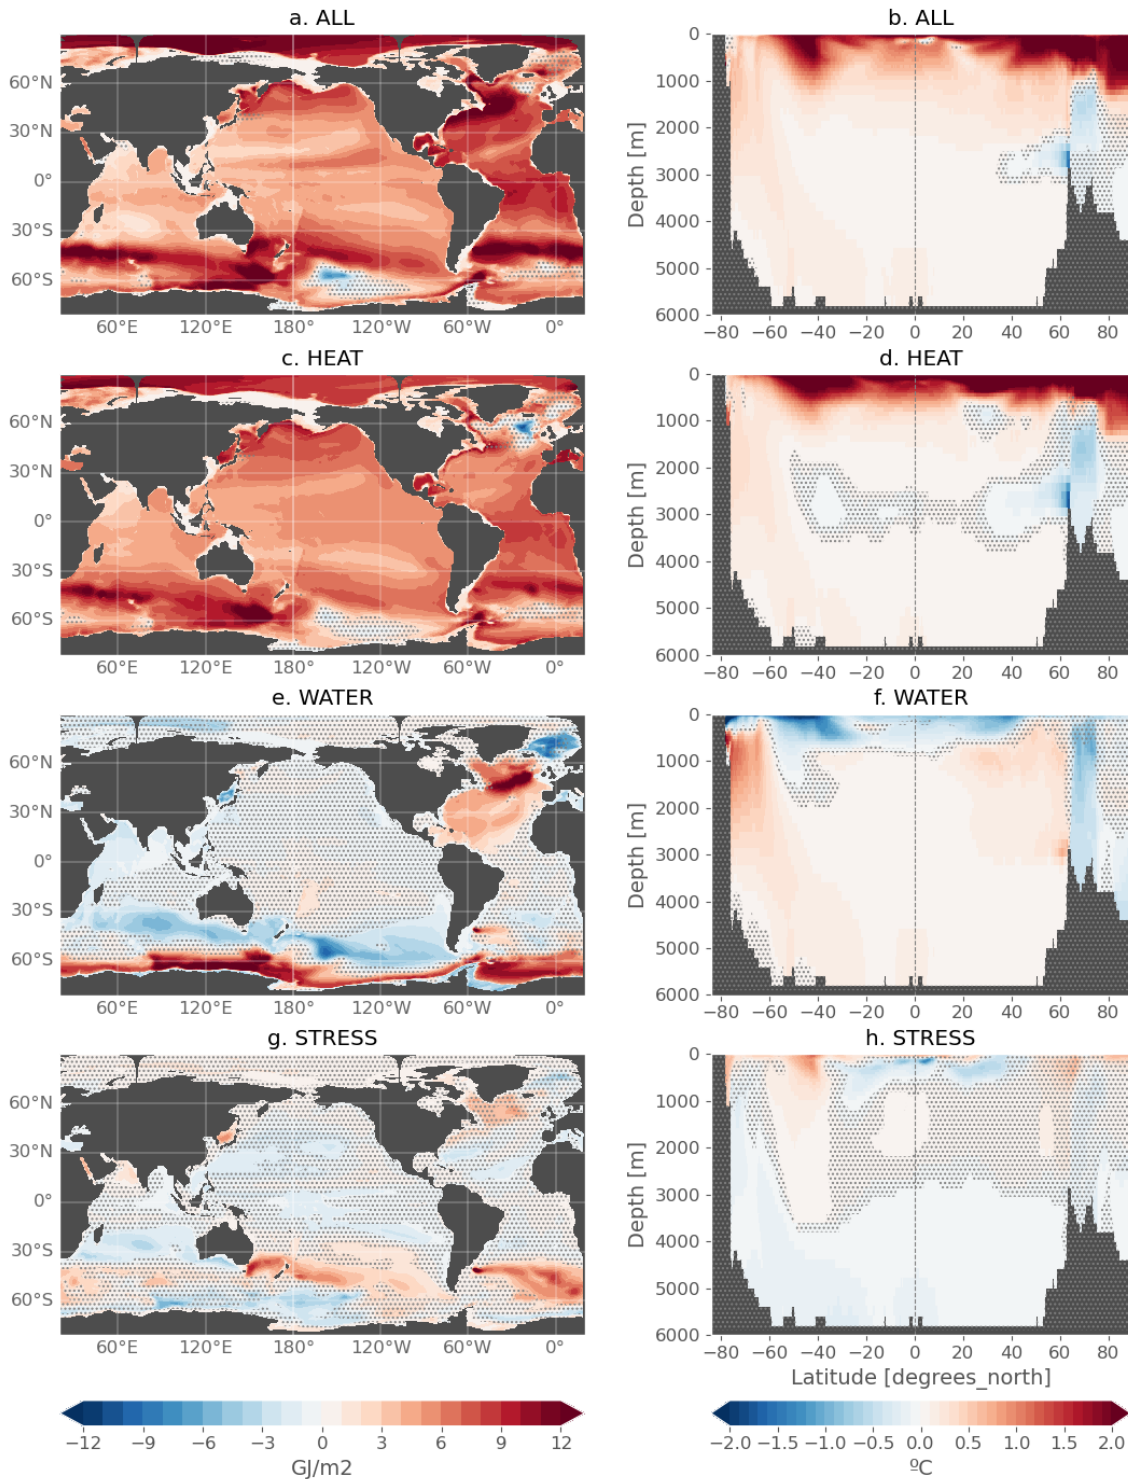 a. ALL
b. ALL
60°N
30°N
0°
30°S
60°S
60°E 120°E 180° 120°W 60°W 0°
Depth [m]
0
1000
2000
3000
4000
5000
6000
−80 −60 −40 −20 0 20 40 60 80
c. HEAT
d. HEAT
60°N
30°N
0°
30°S
60°S
60°E 120°E 180° 120°W 60°W 0°
Depth [m]
0
1000
2000
3000
4000
5000
6000
−80 −60 −40 −20 0 20 40 60 80
e. WATER
f. WATER
60°N
30°N
0°
30°S
60°S
60°E 120°E 180° 120°W 60°W 0°
Depth [m]
0
1000
2000
3000
4000
5000
6000
−80 −60 −40 −20 0 20 40 60 80
g. STRESS
h. STRESS
60°N
30°N
0°
30°S
60°S
60°E 120°E 180° 120°W 60°W 0°
Depth [m]
0
1000
2000
3000
4000
5000
6000
−80 −60 −40 −20 0 20 40 60 80
Latitude [degrees_north]
−12 −9 −6 −3 0 3 6 9 12
GJ/m2
−2.0 −1.5 −1.0 −0.5 0.0 0.5 1.0 1.5 2.0
ºC